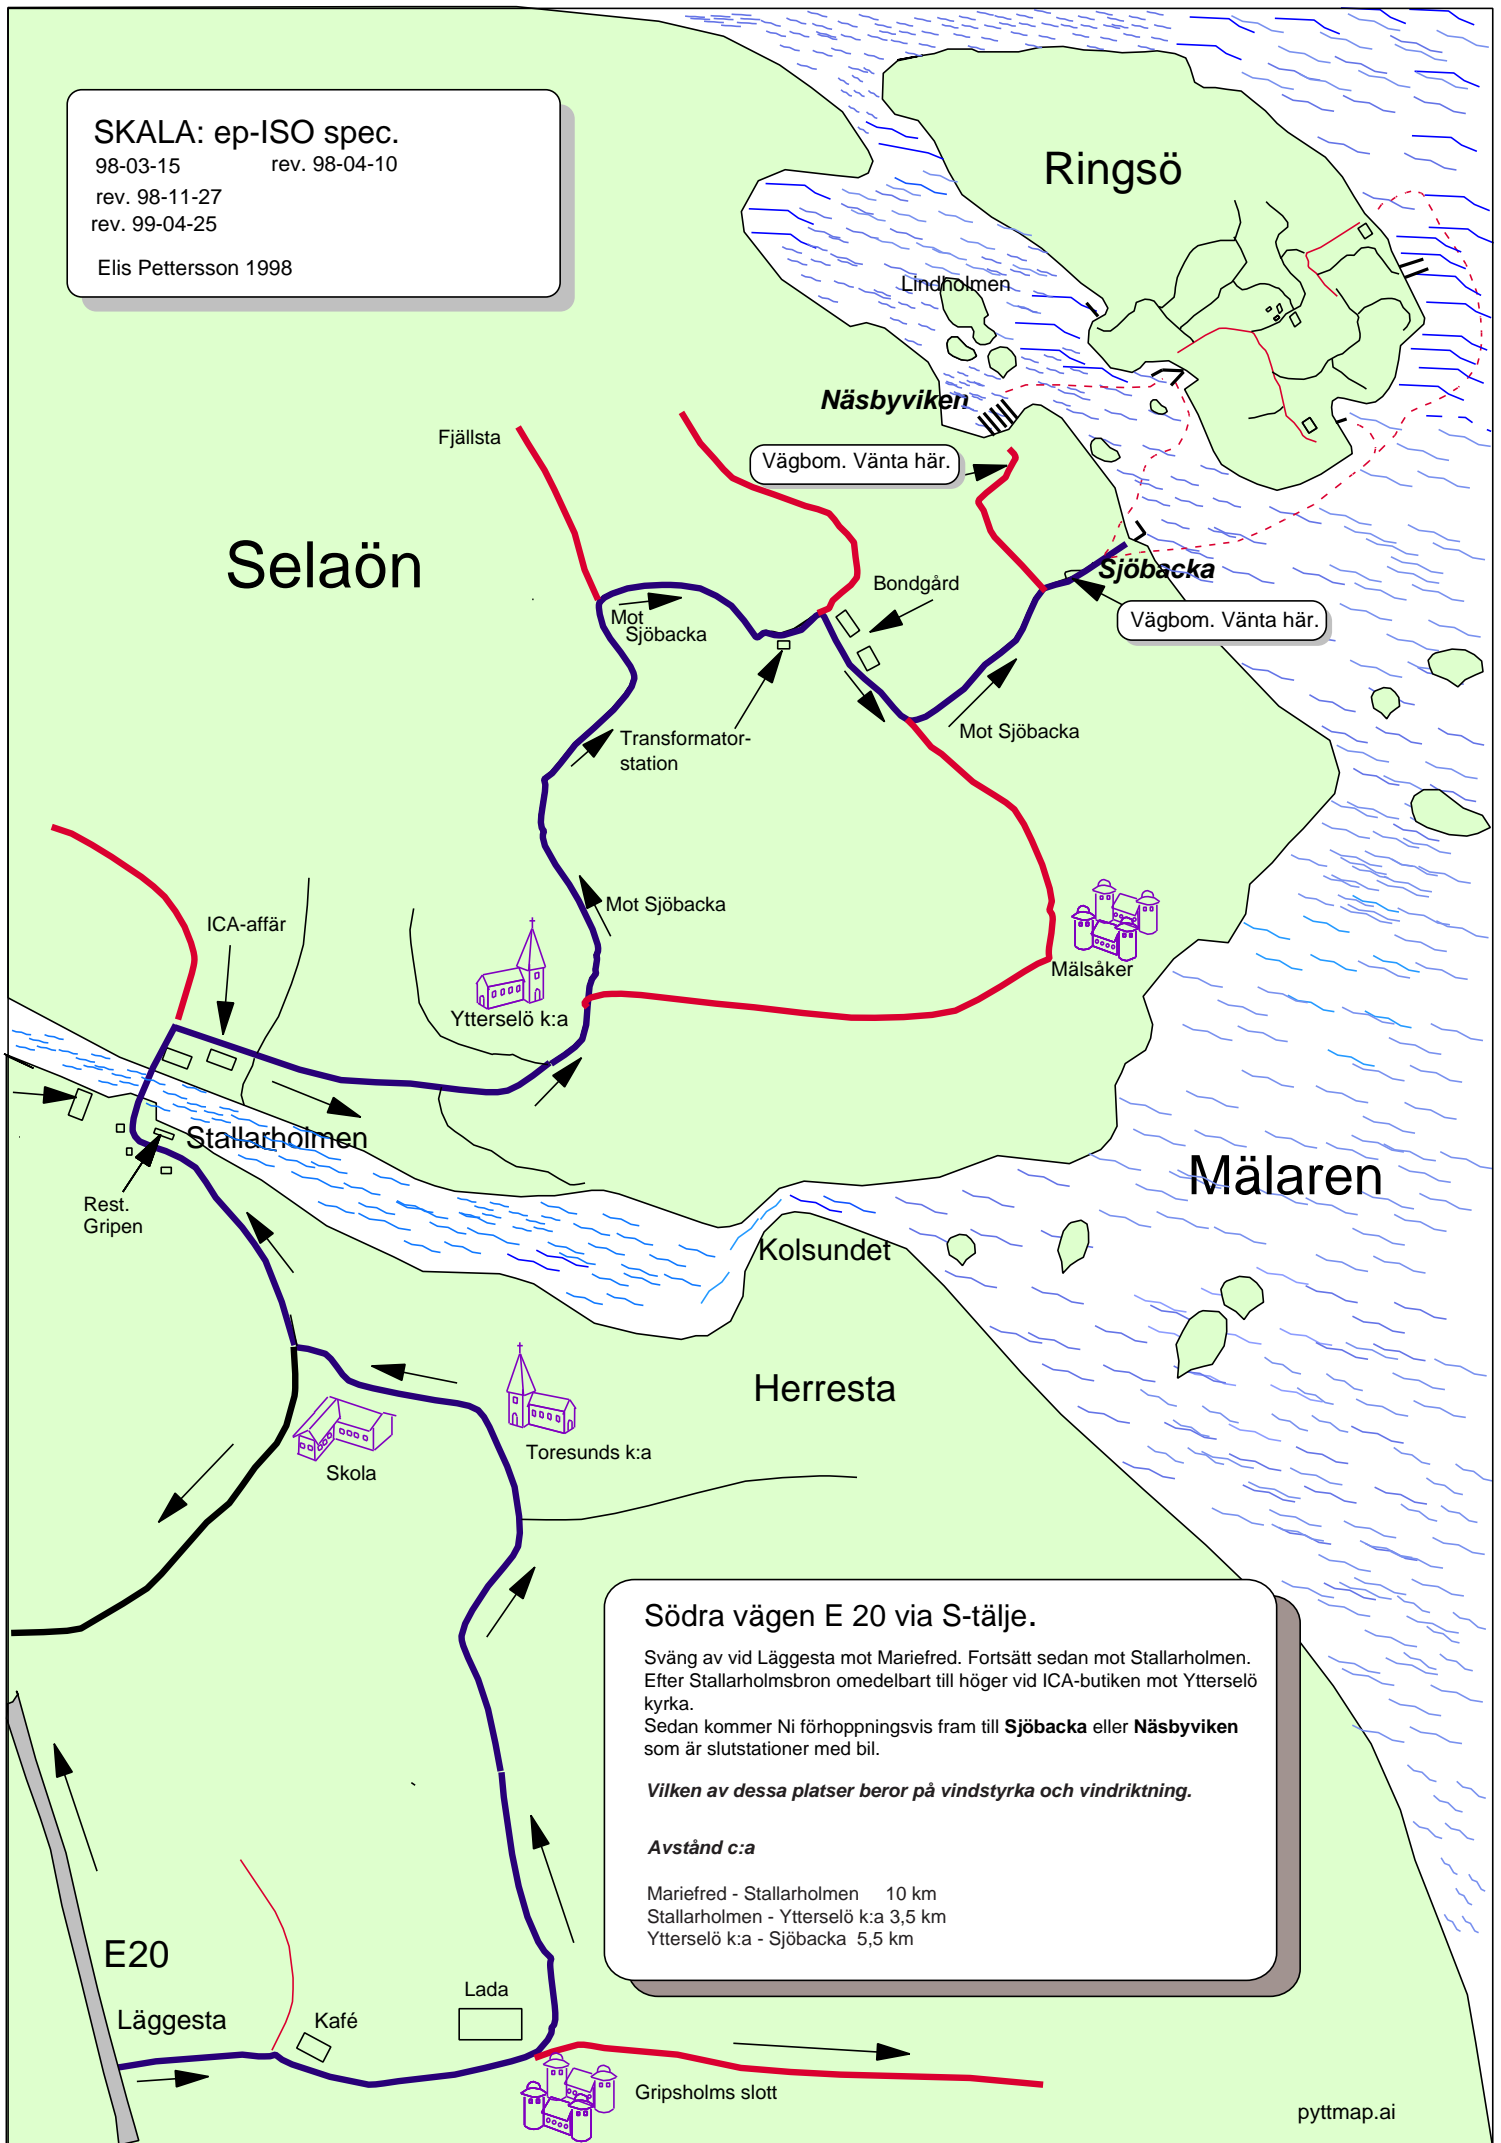 SKALA: ep-ISO spec.
98-03-15 rev. 98-04-10
rev. 98-11-27
rev. 99-04-25
Elis Pettersson 1998
Ringsö
Lindholmen
Näsbyviken
Fjällsta
Vägbom. Vänta här.
Selaön
Bondgård
Sjöbacka
Vägbom. Vänta här.
Mot
Sjöbacka
Transformator-
station
Mot Sjöbacka
ICA-affär
Mot Sjöbacka
Mälsåker
Ytterselö k:a
Stallarholmen
Mälaren
Rest.
Gripen
Kolsundet
Herresta
Toresunds k:a
Skola
Södra vägen E 20 via S-tälje.
Sväng av vid Läggesta mot Mariefred. Fortsätt sedan mot Stallarholmen.
Efter Stallarholmsbron omedelbart till höger vid ICA-butiken mot Ytterselö
kyrka.
Sedan kommer Ni förhoppningsvis fram till Sjöbacka eller Näsbyviken
som är slutstationer med bil.
Vilken av dessa platser beror på vindstyrka och vindriktning.
Avstånd c:a
Mariefred - Stallarholmen 10 km
Stallarholmen - Ytterselö k:a 3,5 km
Ytterselö k:a - Sjöbacka 5,5 km
E20
Läggesta
Kafé
Lada
Gripsholms slott
pyttmap.ai